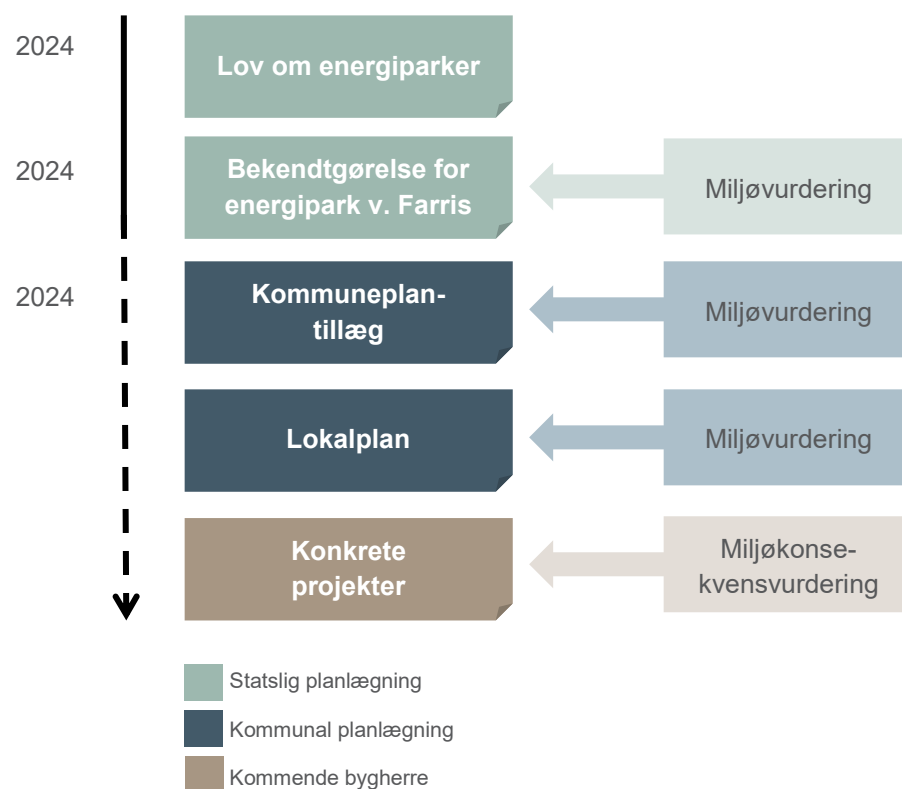 2024
Lov om energiparker
2024
Bekendtgørelse for
energipark v. Farris
Miljøvurdering
2024
Kommuneplan-
tillæg
Miljøvurdering
Lokalplan
Miljøvurdering
Konkrete
projekter
Miljøkonse-
kvensvurdering
Statslig planlægning
Kommunal planlægning
Kommende bygherre